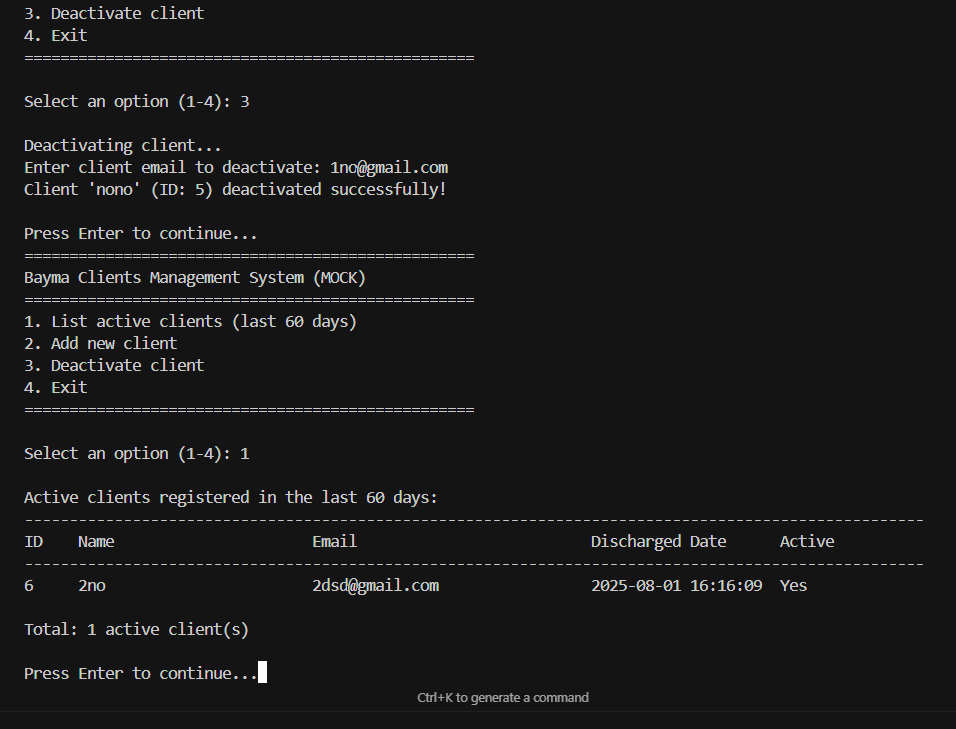 3. Deactivate client
4. Exit
==================================================
Select an option (1-4): 3
Deactivating client...
Enter client email to deactivate: 1no@gmail.com
Client 'nono' (ID: 5) deactivated successfully!
Press Enter to continue...
==================================================
Bayma Clients Management System (MOCK)
==================================================
1. List active clients (last 60 days)
2. Add new client
3. Deactivate client
4. Exit
==================================================
Select an option (1-4): 1
Active clients registered in the last 60 days:
----------------------------------------------------------------------------------------------------
ID    Name                      Email                          Discharged Date      Active
----------------------------------------------------------------------------------------------------
6     2no                       2dsd@gmail.com                 2025-08-01 16:16:09  Yes
Total: 1 active client(s)
Press Enter to continue...
Ctrl+K to generate a command